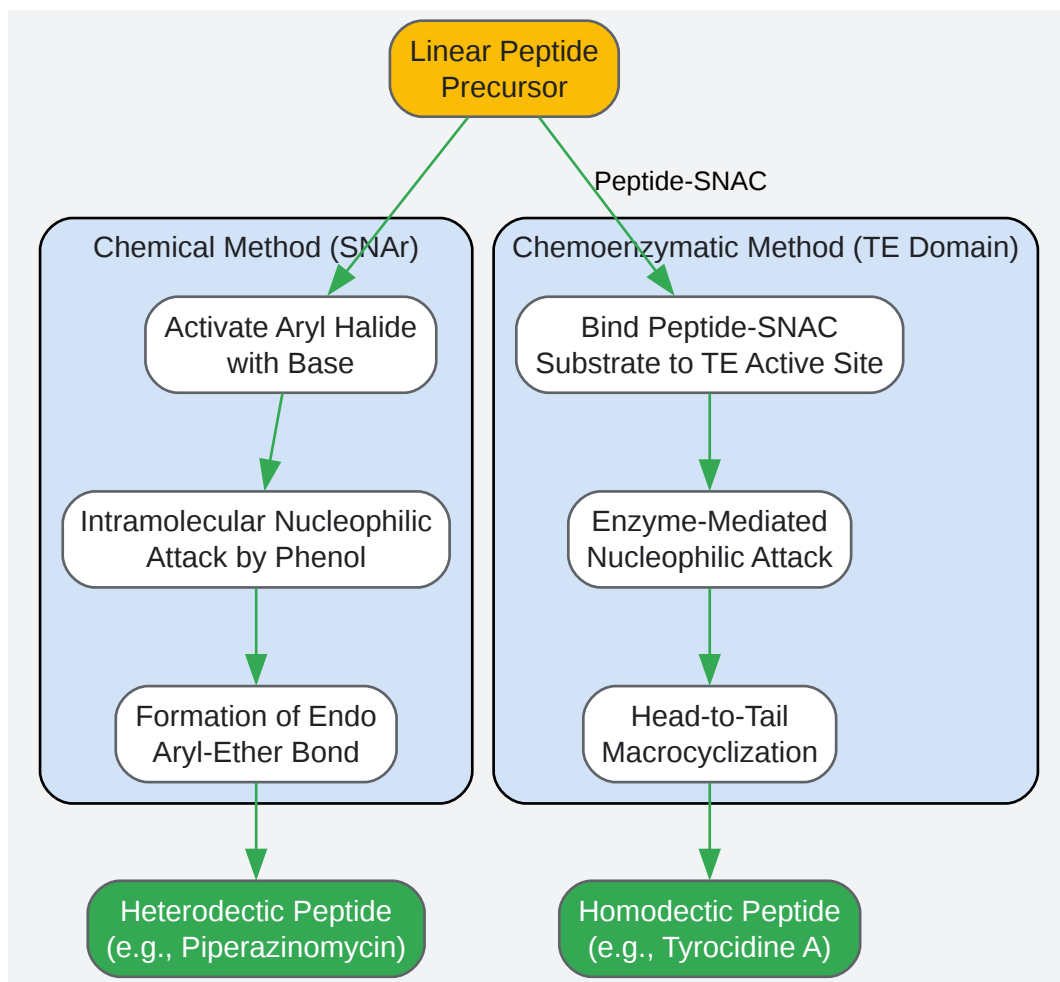 Linear Peptide
Precursor
Peptide-SNAC
Chemical Method (SNAr)
Activate Aryl Halide
with Base
Intramolecular Nucleophilic
Attack by Phenol
Formation of Endo
Aryl-Ether Bond
Heterodectic Peptide
(e.g., Piperazinomycin)
Chemoenzymatic Method (TE Domain)
Bind Peptide-SNAC
Substrate to TE Active Site
Enzyme-Mediated
Nucleophilic Attack
Head-to-Tail
Macrocyclization
Homodectic Peptide
(e.g., Tyrocidine A)